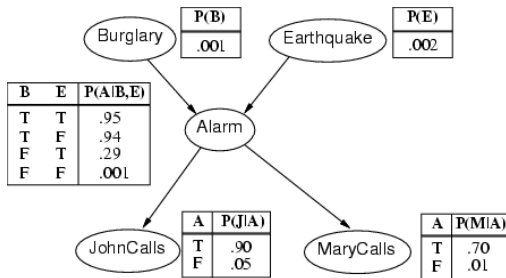 Burglary
P(B)
.001
Earthquake
P(E)
.002
B E P(A|B,E)
T T .95
T F .94
F T .29
F F .001
Alarm
JohnCalls
A P(J|A)
T .90
F .05
MaryCalls
A P(M|A)
T .70
F .01